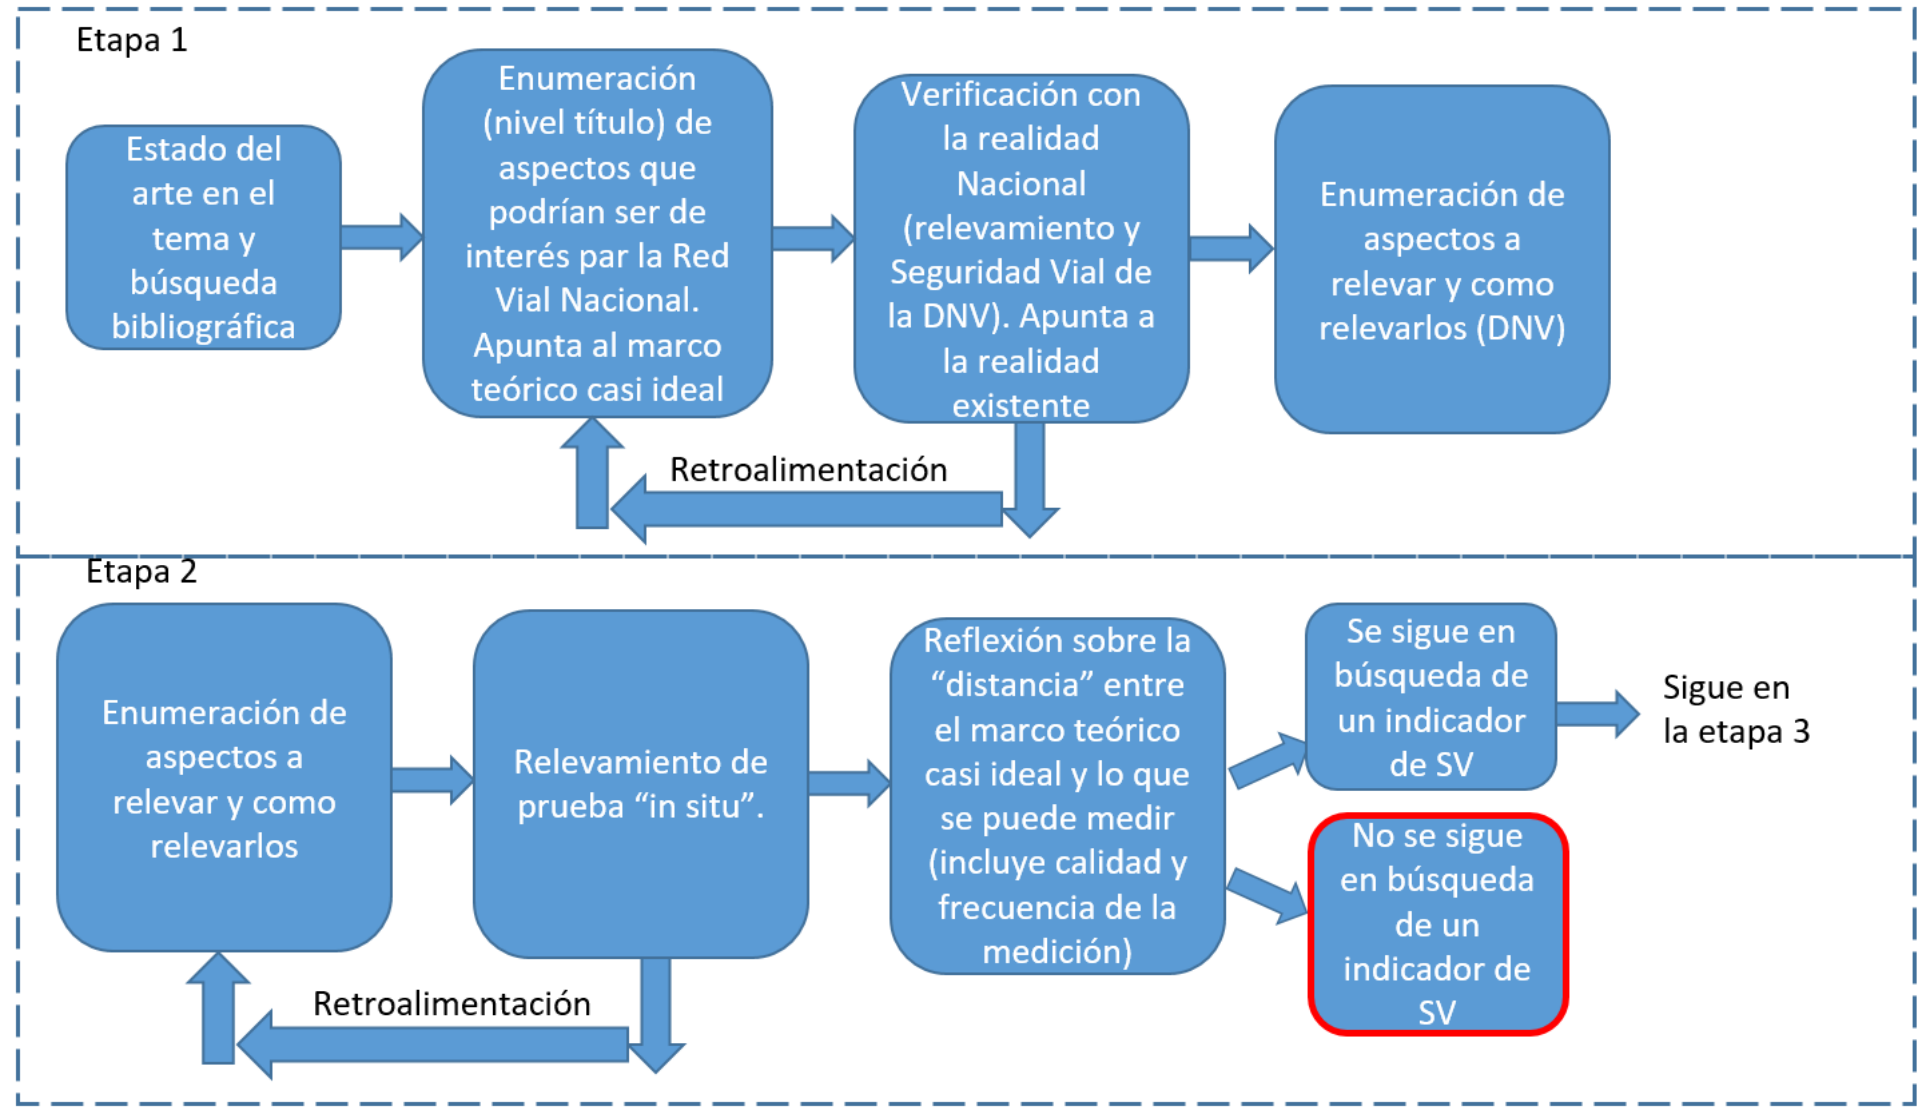 Etapa 1
Estado del
arte en el
tema y
búsqueda
bibliográfica
Enumeración
(nivel título) de
aspectos que
podrían ser de
interés par la Red
Vial Nacional.
Apunta al marco
teórico casi ideal
Verificación con
la realidad
Nacional
(relevamiento y
Seguridad Vial de
la DNV). Apunta a
la realidad
existente
Enumeración de
aspectos a
relevar y como
relevarlos (DNV)
Retroalimentación
Etapa 2
Enumeración de
aspectos a
relevar y como
relevarlos
Relevamiento de
prueba “in situ”.
Reflexión sobre la
“distancia” entre
el marco teórico
casi ideal y lo que
se puede medir
(incluye calidad y
frecuencia de la
medición)
Se sigue en
búsqueda de
un indicador
de SV
Sigue en
la etapa 3
No se sigue
en búsqueda
de un
indicador de
SV
Retroalimentación